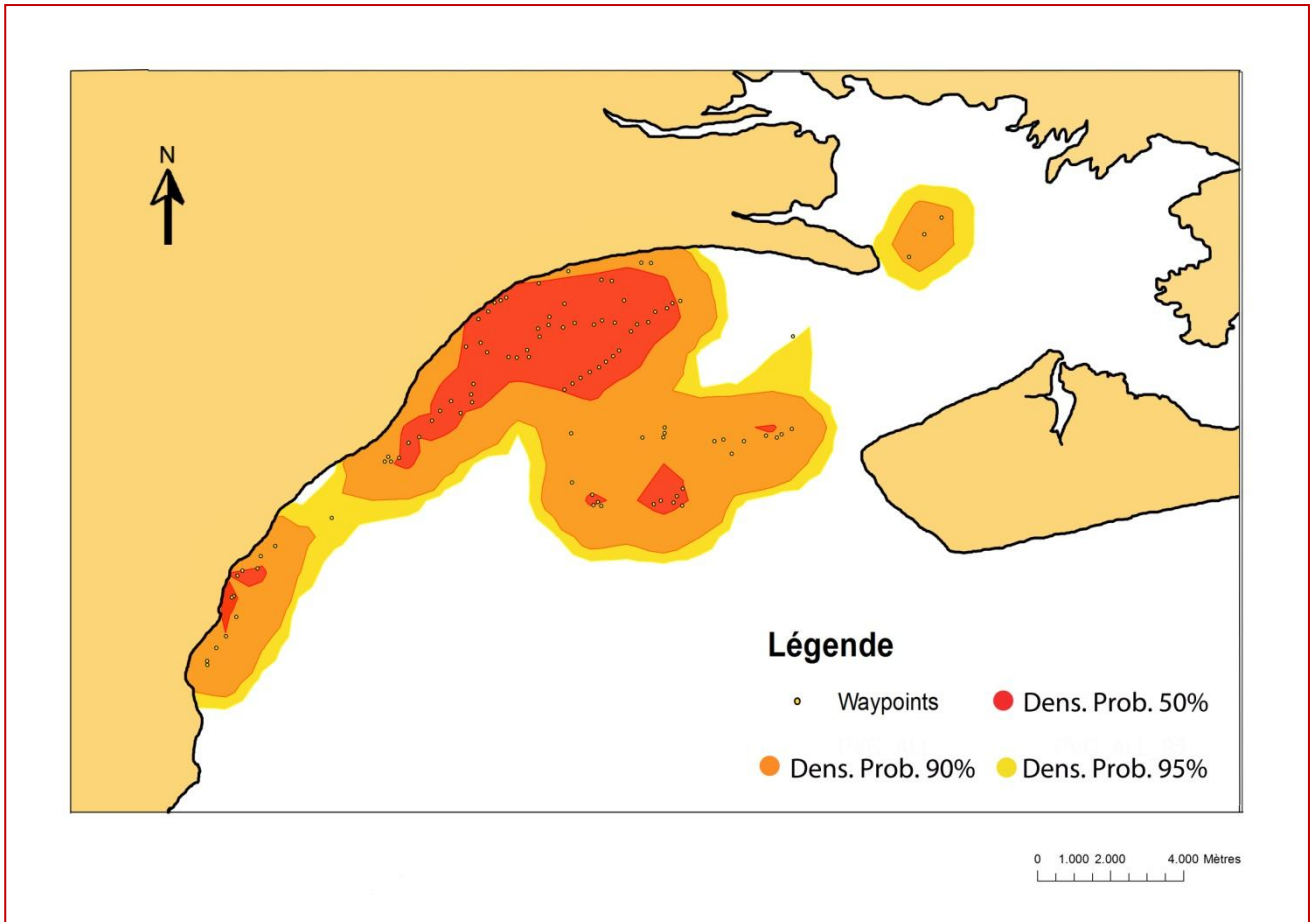 N
Légende
Waypoints
Dens. Prob. 50%
Dens. Prob. 90%
Dens. Prob. 95%
0 1.000 2.000 4.000 Mètres